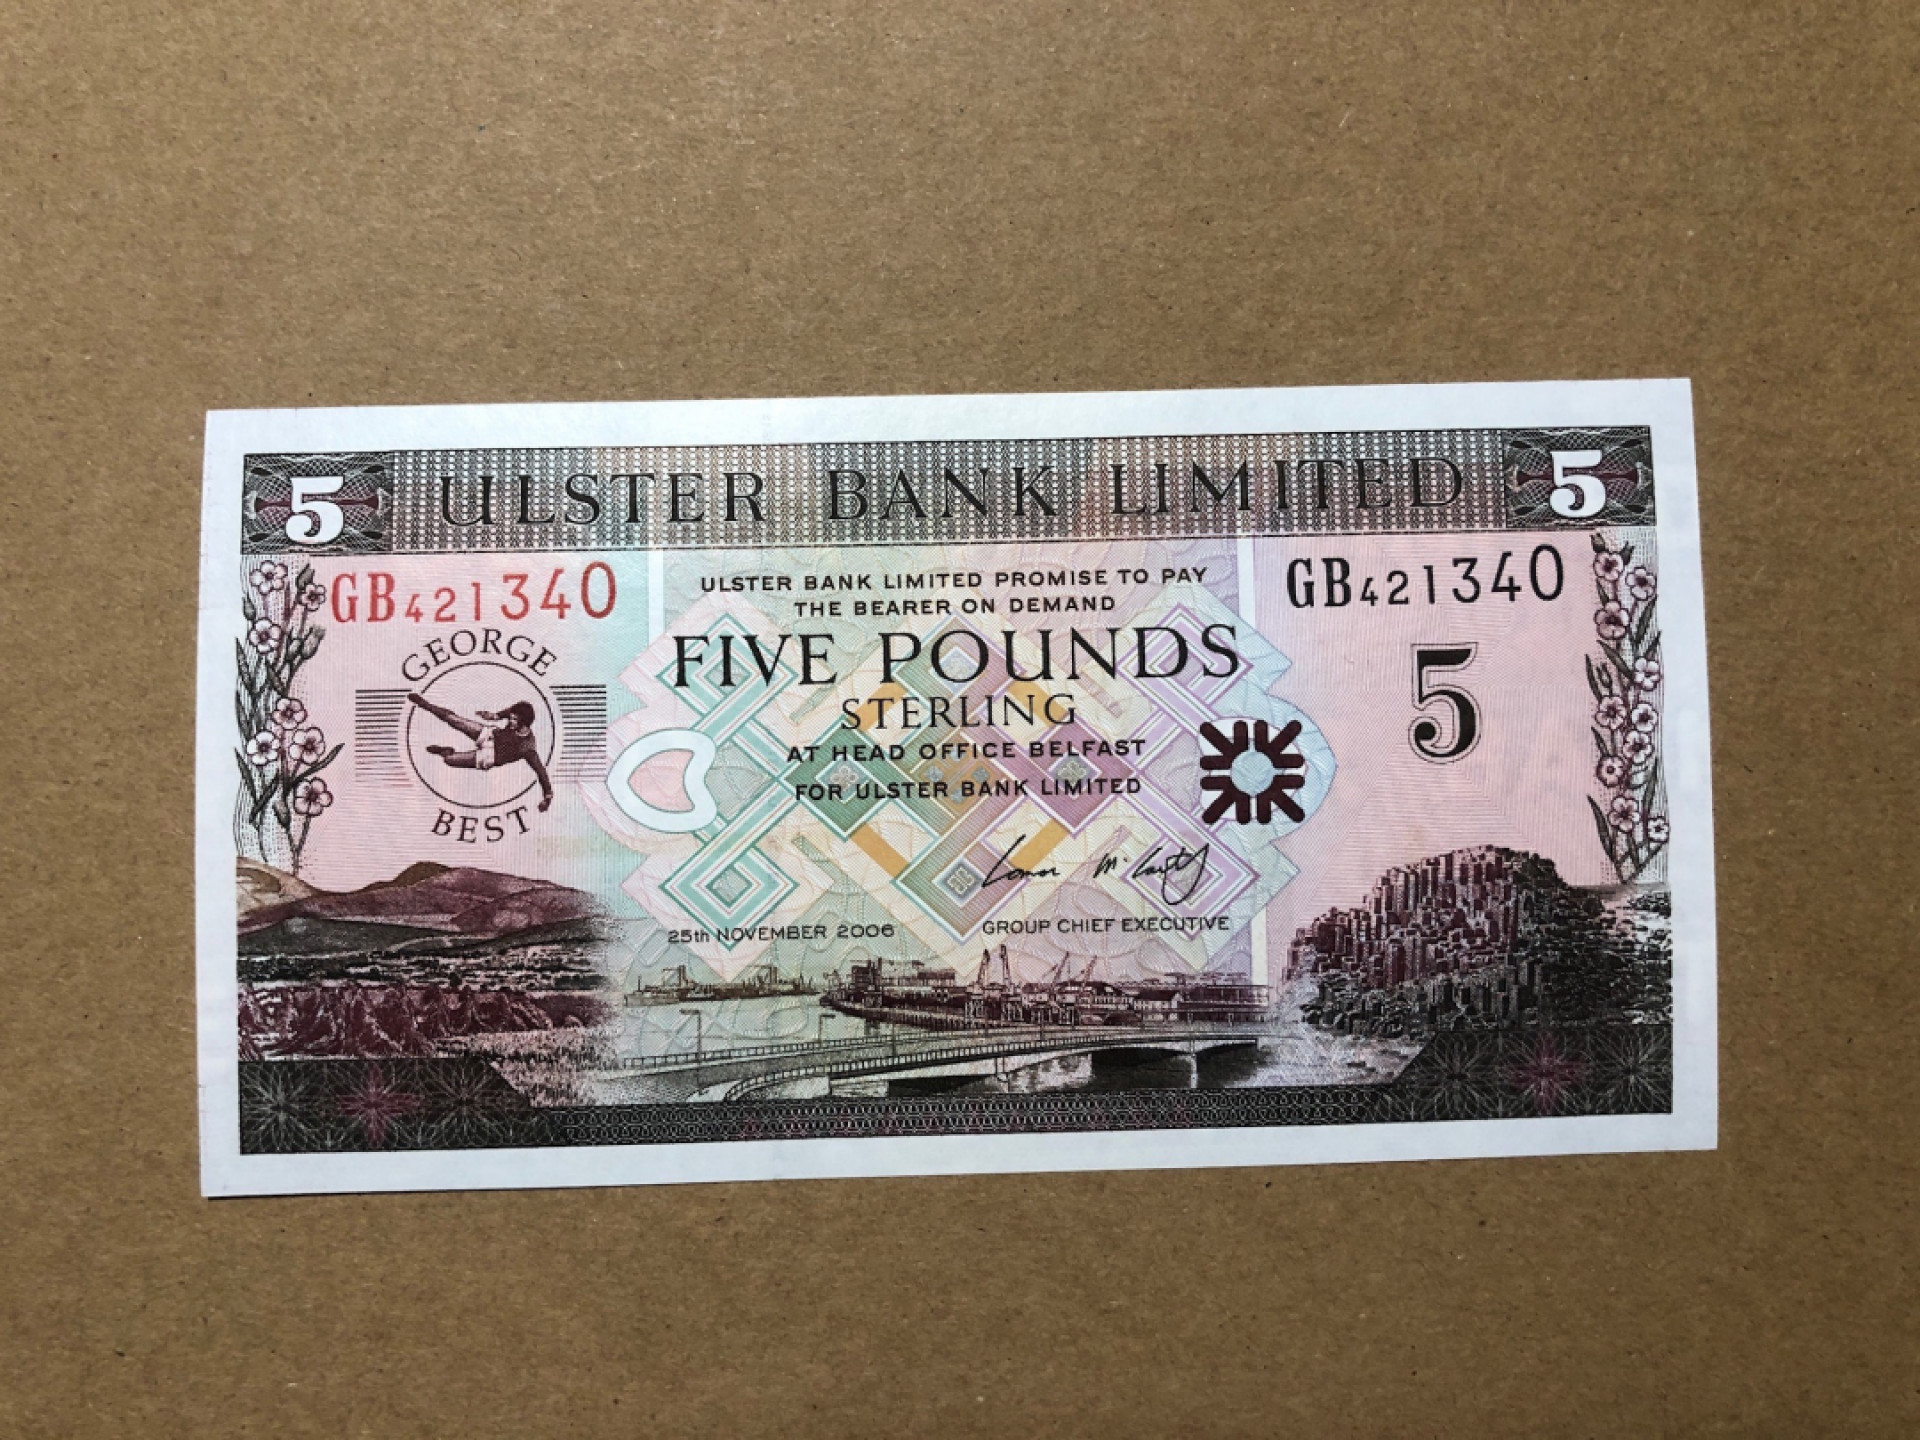 5 ULSTER BANK LIMITED 5
GB421340
GB421340
ULSTER BANK LIMITED PROMISE TO PAY
THE BEARER ON DEMAND
FIVE POUNDS
STERLING
AT HEAD OFFICE BELFAST
FOR ULSTER BANK LIMITED
GEORGE
BEST
5
25th NOVEMBER 2006
GROUP CHIEF EXECUTIVE